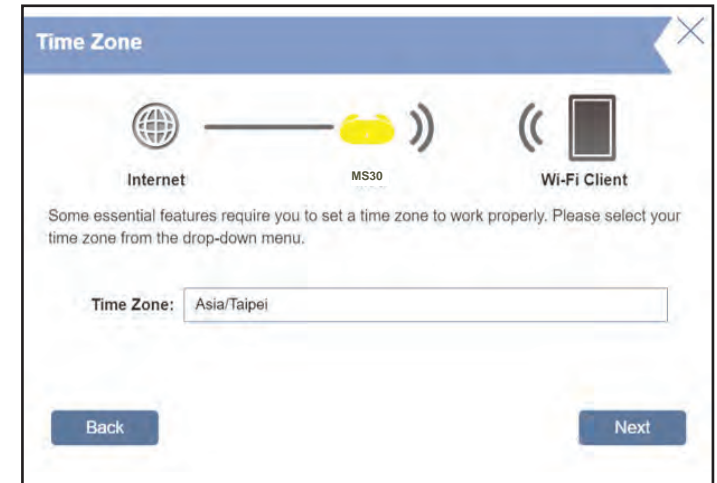 Time Zone
Internet
MS30
Wi-Fi Client
Some essential features require you to set a time zone to work properly. Please select your
time zone from the drop-down menu.
Time Zone: Asia/Taipei
Back Next